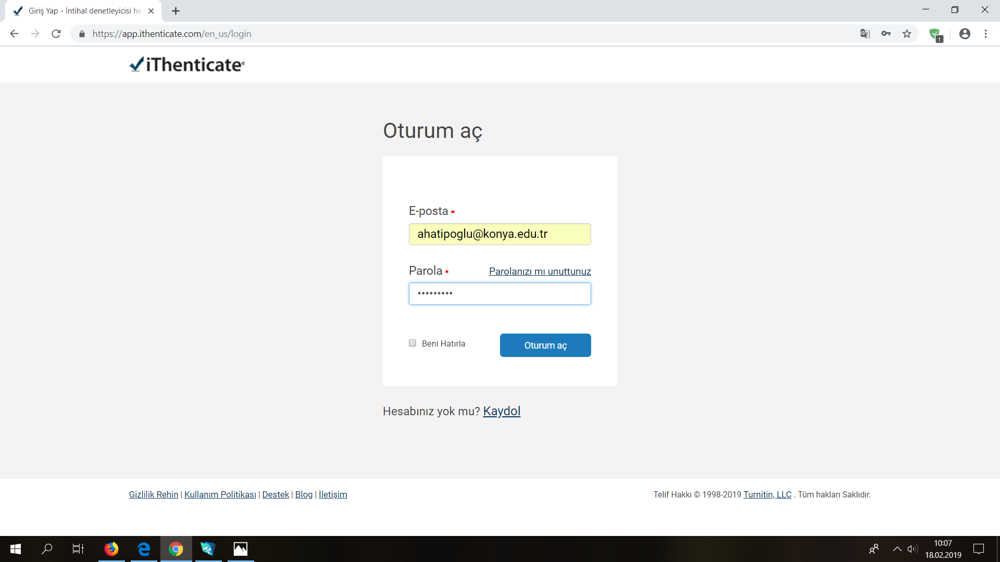 Giriş Yap - İntihal denetleyicisi he
https://app.ithenticate.com/en_us/login
1
iThenticate®
Oturum aç
E-posta *
ahatipoglu@konya.edu.tr
Parola *
Parolanızı mı unuttunuz
•••••••••
Beni Hatırla
Oturum aç
Hesabınız yok mu? Kaydol
Gizlilik Rehin | Kullanım Politikası | Destek | Blog | İletişim
Telif Hakkı © 1998-2019 Turnitin, LLC . Tüm hakları Saklıdır.
10:07
18.02.2019